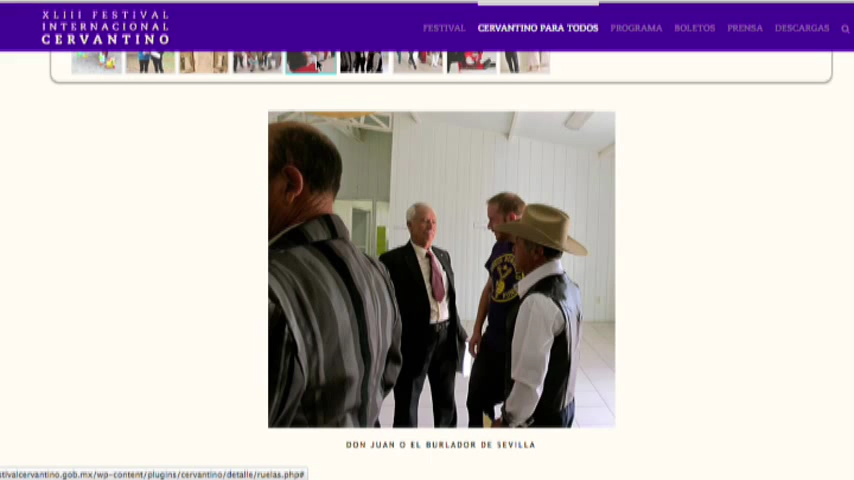 XLIII FESTIVAL
INTERNACIONAL
CERVANTINO
FESTIVAL CERVANTINO PARA TODOS PROGRAMA BOLETOS PRENSA DESCARGAS
DON JUAN O EL BURLADOR DE SEVILLA
stivalcervantino.gob.mx/wp-content/plugins/cervantino/detalle/ruelas.php#